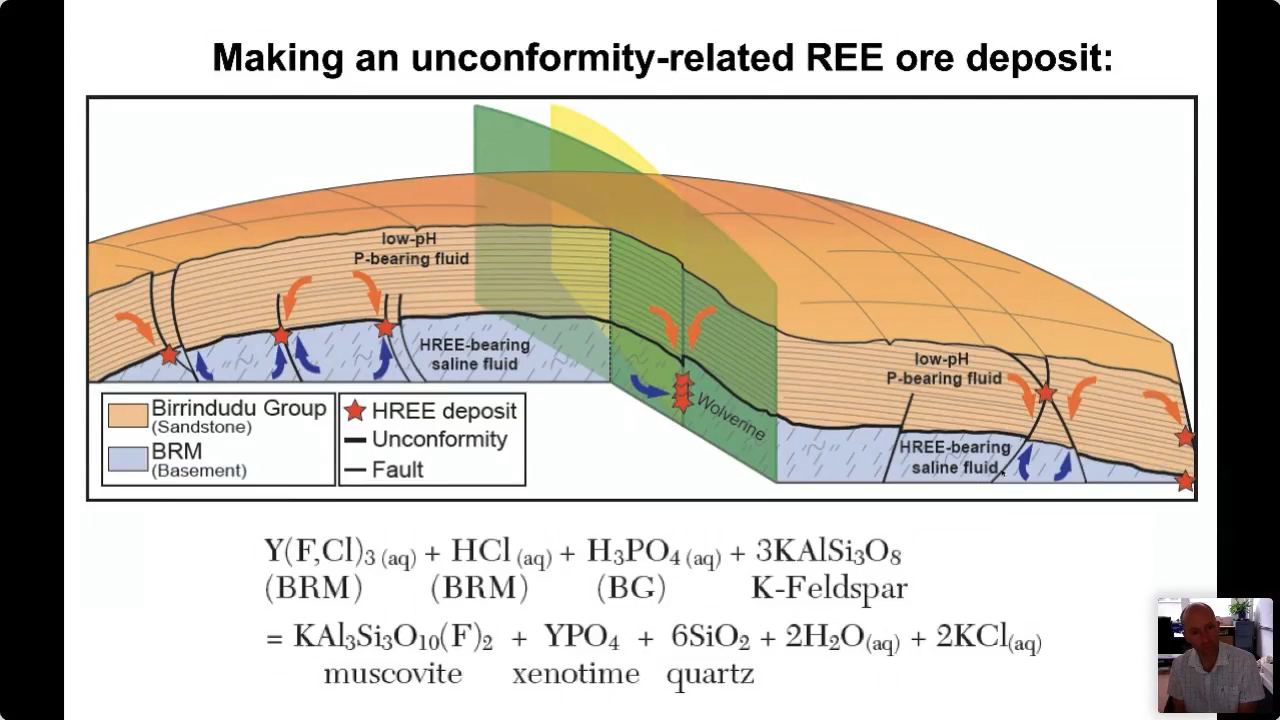 Making an unconformity-related REE ore deposit:
low-pH
P-bearing fluid
HREE-bearing
saline fluid
Wolverine
low-pH
P-bearing fluid
HREE-bearing
saline fluid
Birrindudu Group
(Sandstone)
BRM
(Basement)
HREE deposit
Unconformity
Fault
Y(F,Cl)₃ (aq) + HCl (aq) + H₃PO₄ (aq) + 3KAlSi₃O₈
(BRM) (BRM) (BG) K-Feldspar
= KAl₃Si₃O₁₀(F)₂ + YPO₄ + 6SiO₂ + 2H₂O(aq) + 2KCl(aq)
muscovite xenotime quartz